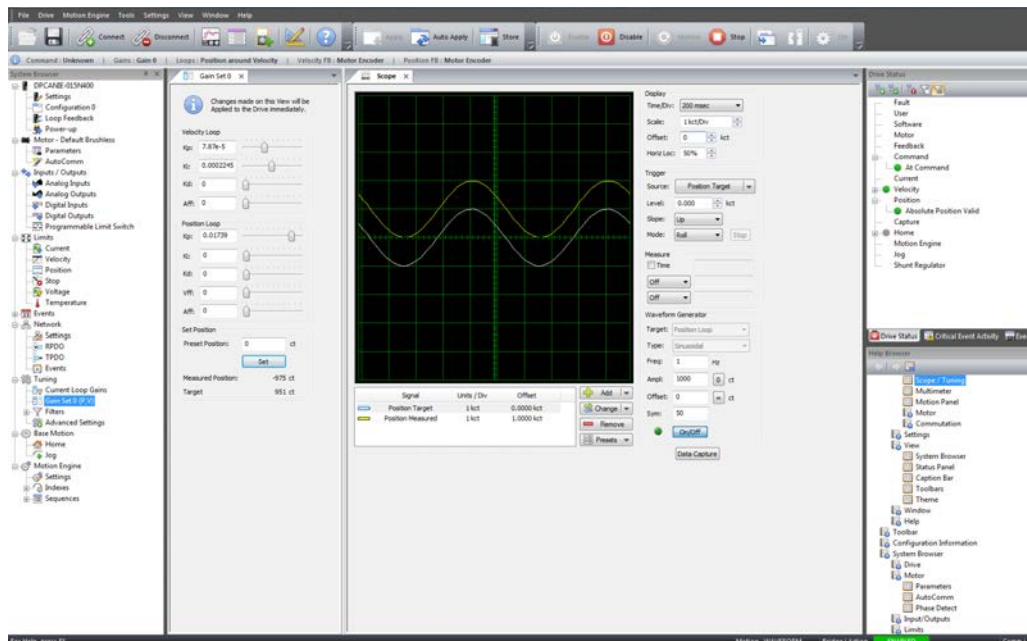 File Drive Motion Engine Tools Settings View Window Help
Connect Disconnect Auto Apply Store Disable Stop
Command : Unknown | Gains : Gain 0 | Loops : Position around Velocity | Velocity FB : Motor Encoder | Position FB : Motor Encoder
System Browser
DPCANIE-015N400
Settings
Configuration 0
Loop Feedback
Power-up
Motor - Default Brushless
Parameters
AutoComm
Inputs / Outputs
Analog Inputs
Analog Outputs
Digital Inputs
Digital Outputs
Programmable Limit Switch
Limits
Current
Velocity
Position
Stop
Voltage
Temperature
Events
Network
Settings
RPDO
TPDO
Events
Tuning
Current Loop Gains
Gain Set 0 (P,V)
Filters
Advanced Settings
Base Motion
Home
Jog
Motion Engine
Settings
Indexes
Sequences
Gain Set 0
Changes made on this View will be
Applied to the Drive immediately.
Velocity Loop
Kp: 7.87e-5
Ki: 0.0002245
Kd: 0
Aff: 0
Position Loop
Kp: 0.01739
Ki: 0
Kd: 0
Vff: 0
Aff: 0
Set Position
Preset Position: 0 ct
Set
Measured Position: -975 ct
Target 951 ct
Scope
Signal Units / Div Offset
Position Target 1 kct 0.0000 kct
Position Measured 1 kct 1.0000 kct
Add
Change
Remove
Presets
Display
Time/Div: 200 msec
Scale: 1 kct/Div
Offset: 0 kct
Horiz Loc: 50%
Trigger
Source: Position Target
Level: 0.000 kct
Slope: Up
Mode: Roll Stop
Measure
Time
Off
Off
Waveform Generator
Target: Position Loop
Type: Sinusoidal
Freq: 1 Hz
Ampl: 1000 0 ct
Offset: 0 ct
Sym: 50
On/Off
Data Capture
Drive Status
Fault
User
Software
Motor
Feedback
Command
At Command
Current
Velocity
Position
Absolute Position Valid
Capture
Home
Motion Engine
Jog
Shunt Regulator
Drive Status Critical Event Activity
Help Browser
Scope / Tuning
Multimeter
Motion Panel
Motor
Commutation
Settings
View
System Browser
Status Panel
Caption Bar
Toolbars
Theme
Window
Help
Toolbar
Configuration Information
System Browser
Drive
Motor
Parameters
AutoComm
Phase Detect
Input/Outputs
Limits